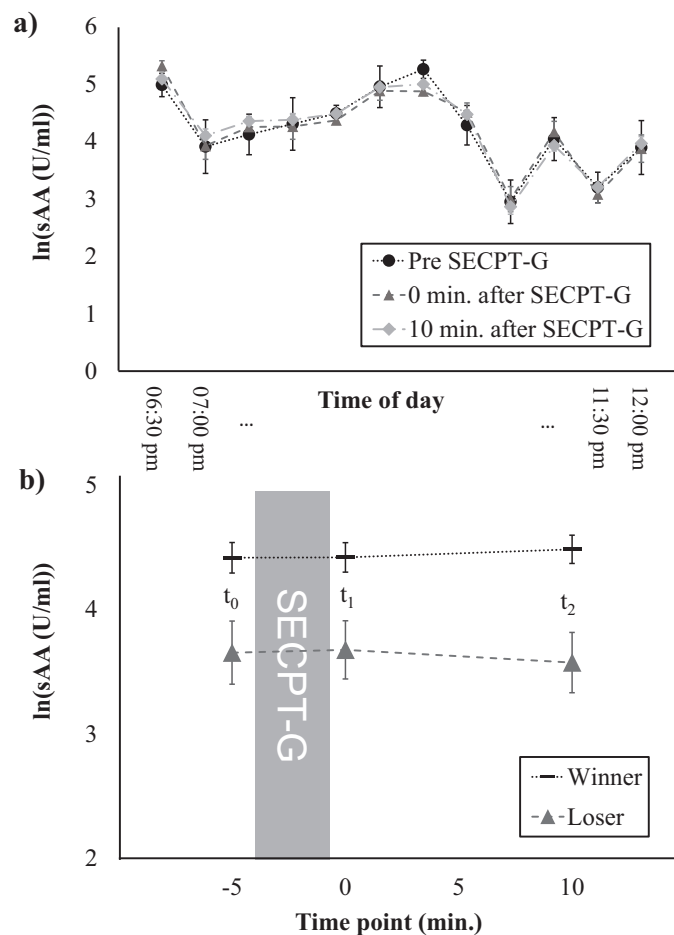 a)
6
5
4
3
2
1
0
ln(sAA (U/ml))
Pre SECPT-G
0 min. after SECPT-G
10 min. after SECPT-G
06:30 pm
07:00 pm
...
Time of day
...
11:30 pm
12:00 pm
b)
5
4
3
2
ln(sAA (U/ml))
t0
t1
t2
SECPT-G
Winner
Loser
-5
0
5
10
Time point (min.)